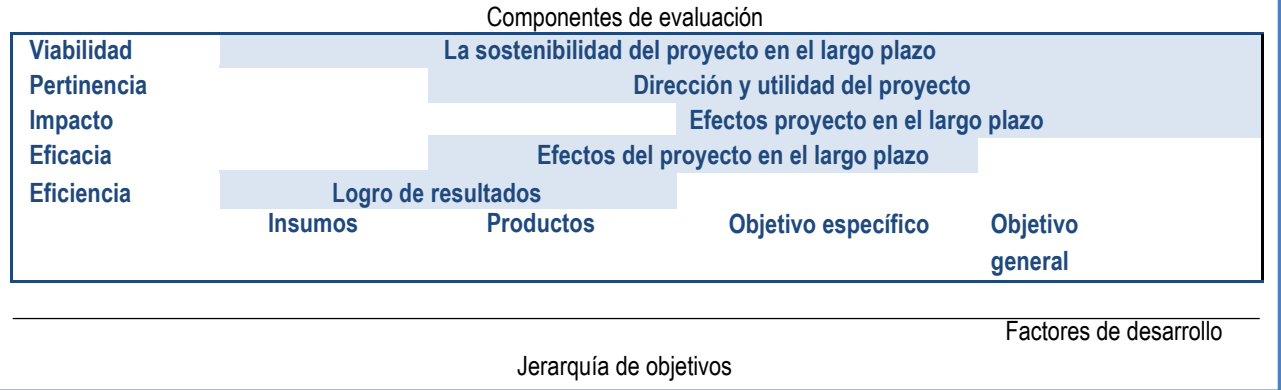 Componentes de evaluación
Viabilidad La sostenibilidad del proyecto en el largo plazo
Pertinencia Dirección y utilidad del proyecto
Impacto Efectos proyecto en el largo plazo
Eficacia Efectos del proyecto en el largo plazo
Eficiencia Logro de resultados
Insumos Productos Objetivo específico Objetivo
general
Factores de desarrollo
Jerarquía de objetivos